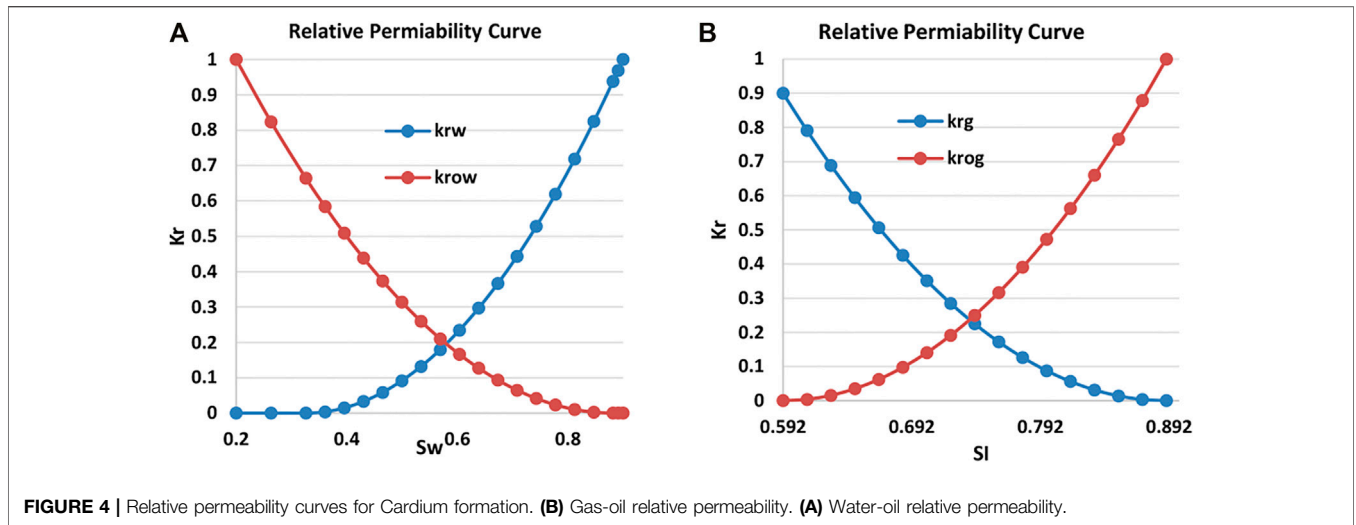 A
Relative Permiability Curve
1
0.9
0.8
0.7
0.6
0.5
0.4
0.3
0.2
0.1
0
Kr
krw
krow
0.2 0.4 0.6 0.8
Sw
B
Relative Permiability Curve
1
0.9
0.8
0.7
0.6
0.5
0.4
0.3
0.2
0.1
0
Kr
krg
krog
0.592 0.692 0.792 0.892
Sl
FIGURE 4 | Relative permeability curves for Cardium formation. (B) Gas-oil relative permeability. (A) Water-oil relative permeability.